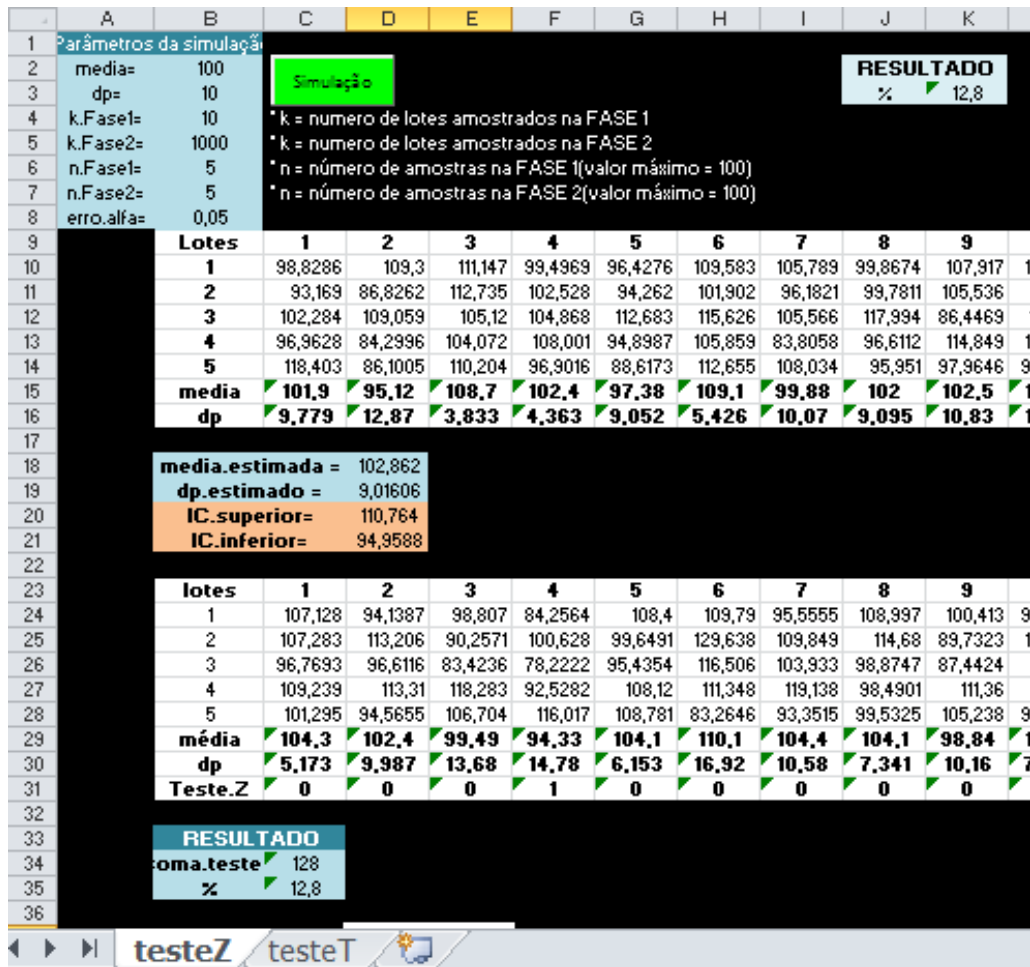 A B C D E F G H I J K
1 Parâmetros da simulaçã
2 media= 100 RESULTADO
3 dp= 10 Simulação % 12,8
4 k.Fase1= 10 * k = numero de lotes amostrados na FASE 1
5 k.Fase2= 1000 * k = numero de lotes amostrados na FASE 2
6 n.Fase1= 5 * n = número de amostras na FASE 1(valor máximo = 100)
7 n.Fase2= 5 * n = número de amostras na FASE 2(valor máximo = 100)
8 erro.alfa= 0,05
9 Lotes 1 2 3 4 5 6 7 8 9
10 1 98,8286 109,3 111,147 99,4969 96,4276 109,583 105,789 99,8674 107,917 1
11 2 93,169 86,8262 112,735 102,528 94,262 101,902 96,1821 99,7811 105,536
12 3 102,284 109,059 105,12 104,868 112,683 115,626 105,566 117,994 86,4469
13 4 96,9628 84,2996 104,072 108,001 94,8987 105,859 83,8058 96,6112 114,849 1
14 5 118,403 86,1005 110,204 96,9016 88,6173 112,655 108,034 95,951 97,9646 9
15 media 101,9 95,12 108,7 102,4 97,38 109,1 99,88 102 102,5 1
16 dp 9,779 12,87 3,833 4,363 9,052 5,426 10,07 9,095 10,83 1
17
18 media.estimada = 102,862
19 dp.estimado = 9,01606
20 IC.superior= 110,764
21 IC.inferior= 94,9588
22
23 lotes 1 2 3 4 5 6 7 8 9
24 1 107,128 94,1387 98,807 84,2564 108,4 109,79 95,5555 108,997 100,413 9
25 2 107,283 113,206 90,2571 100,628 99,6491 129,638 109,849 114,68 89,7323 1
26 3 96,7693 96,6116 83,4236 78,2222 95,4354 116,506 103,933 98,8747 87,4424
27 4 109,239 113,31 118,283 92,5282 108,12 111,348 119,138 98,4901 111,36
28 5 101,295 94,5655 106,704 116,017 108,781 83,2646 93,3515 99,5325 105,238 9
29 média 104,3 102,4 99,49 94,33 104,1 110,1 104,4 104,1 98,84 1
30 dp 5,173 9,987 13,68 14,78 6,153 16,92 10,58 7,341 10,16 7
31 Teste.Z 0 0 0 1 0 0 0 0 0
32
33 RESULTADO
34 oma.teste 128
35 % 12,8
36
testeZ testeT